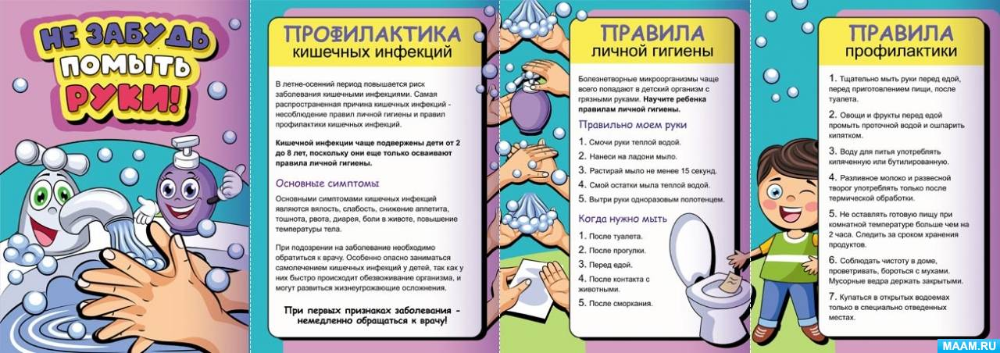 НЕ ЗАБУДЬ
ПОМЫТЬ
РУКИ!
ПРОФИЛАКТИКА
кишечных инфекций
В летне-осенний период повышается риск
заболевания кишечными инфекциями. Самая
распространенная причина кишечных инфекций -
несоблюдение правил личной гигиены и правил
профилактики кишечных инфекций.
Кишечной инфекции чаще подвержены дети от 2
до 8 лет, поскольку они еще только осваивают
правила личной гигиены.
Основные симптомы
Основными симптомами кишечных инфекций
являются вялость, слабость, снижение аппетита,
тошнота, рвота, диарея, боли в животе, повышение
температуры тела.
При подозрении на заболевание необходимо
обратиться к врачу. Особенно опасно заниматься
самолечением кишечных инфекций у детей, так как у
них быстро происходит обезвоживание организма, и
могут развиться жизнеугрожающие осложнения.
При первых признаках заболевания -
немедленно обращаться к врачу!
ПРАВИЛА
личной гигиены
Болезнетворные микроорганизмы чаще
всего попадают в детский организм с
грязными руками. Научите ребенка
правилам личной гигиены.
Правильно моем руки
1. Смочи руки теплой водой.
2. Нанеси на ладони мыло.
3. Растирай мыло не менее 15 секунд.
4. Смой остатки мыла теплой водой.
5. Вытри руки одноразовым полотенцем.
Когда нужно мыть
1. После туалета.
2. После прогулки.
3. Перед едой.
4. После контакта с
животными.
5. После сморкания.
ПРАВИЛА
профилактики
1. Тщательно мыть руки перед едой,
перед приготовлением пищи, после
туалета.
2. Овощи и фрукты перед едой
промыть проточной водой и ошпарить
кипятком.
3. Воду для питья употреблять
кипяченную или бутилированную.
4. Разливное молоко и развесной
творог употреблять только после
термической обработки.
5. Не оставлять готовую пищу при
комнатной температуре больше чем на
2 часа. Следить за сроком хранения
продуктов.
6. Соблюдать чистоту в доме,
проветривать, бороться с мухами.
Мусорные ведра держать закрытыми.
7. Купаться в открытых водоемах
только в специально отведенных
местах.
MAAM.RU